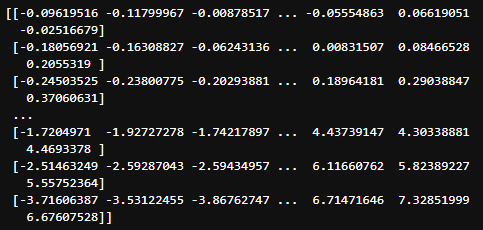 [[-0.09619516 -0.11799967 -0.00878517 ... -0.05554863  0.06619051
  -0.02516679]
 [-0.18056921 -0.16308827 -0.06243136 ...  0.00831507  0.08466528
   0.2055319 ]
 [-0.24503525 -0.23800775 -0.20293881 ...  0.18964181  0.29038847
   0.37060631]
 ...
 [-1.7204971  -1.92727278 -1.74217897 ...  4.43739147  4.30338881
   4.4693378 ]
 [-2.51463249 -2.59287043 -2.59434957 ...  6.11660762  5.82389227
   5.55752364]
 [-3.71606387 -3.53122455 -3.86762747 ...  6.71471646  7.32851999
   6.67607528]]